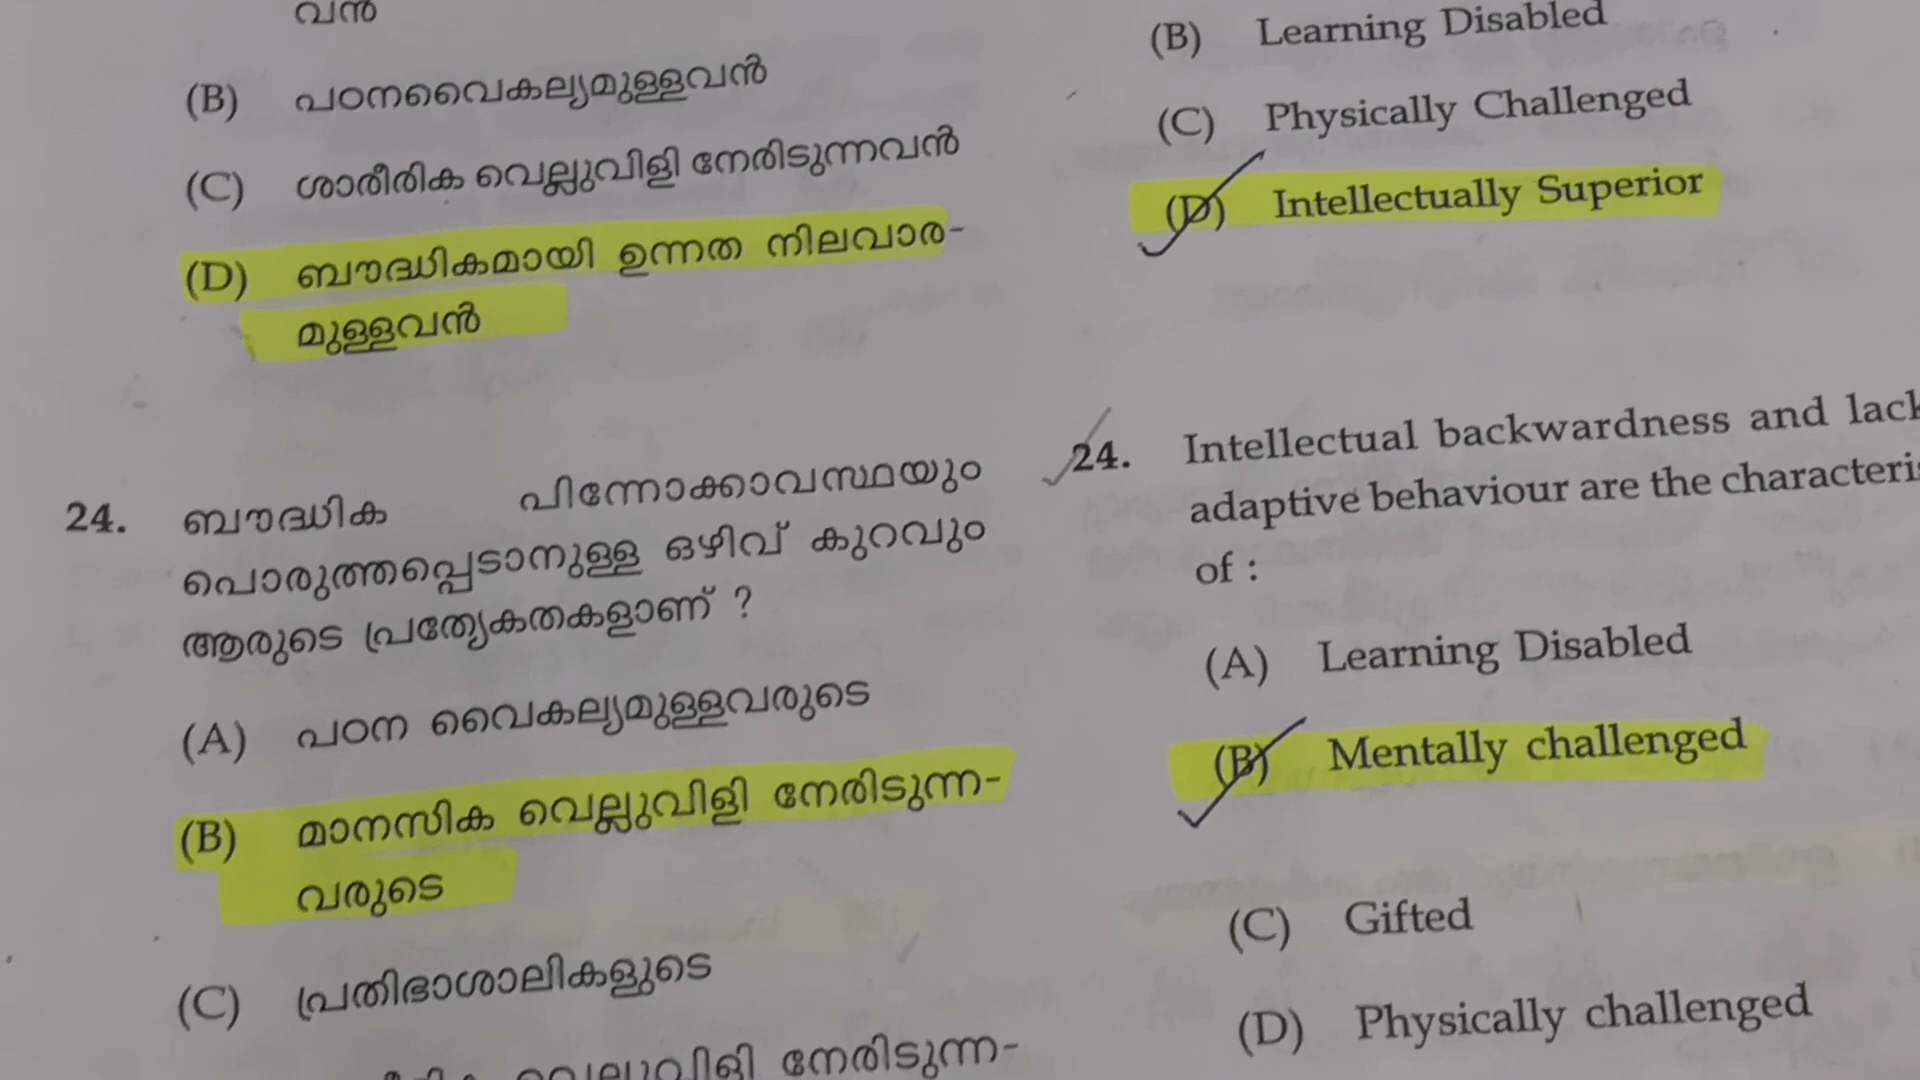 വൻ
(B) പഠനവൈകല്യമുള്ളവൻ
(C) ശാരീരിക വെല്ലുവിളി നേരിടുന്നവൻ
(D) ബൗദ്ധികമായി ഉന്നത നിലവാര-
മുള്ളവൻ
24. ബൗദ്ധിക പിന്നോക്കാവസ്ഥയും
പൊരുത്തപ്പെടാനുള്ള ഒഴിവ് കുറവും
ആരുടെ പ്രത്യേകതകളാണ് ?
(A) പഠന വൈകല്യമുള്ളവരുടെ
(B) മാനസിക വെല്ലുവിളി നേരിടുന്ന-
വരുടെ
(C) പ്രതിഭാശാലികളുടെ
വെല്ലുവിളി നേരിടുന്ന-
(B) Learning Disabled
(C) Physically Challenged
(D) Intellectually Superior
24. Intellectual backwardness and lack
adaptive behaviour are the characteris
of :
(A) Learning Disabled
(B) Mentally challenged
(C) Gifted
(D) Physically challenged